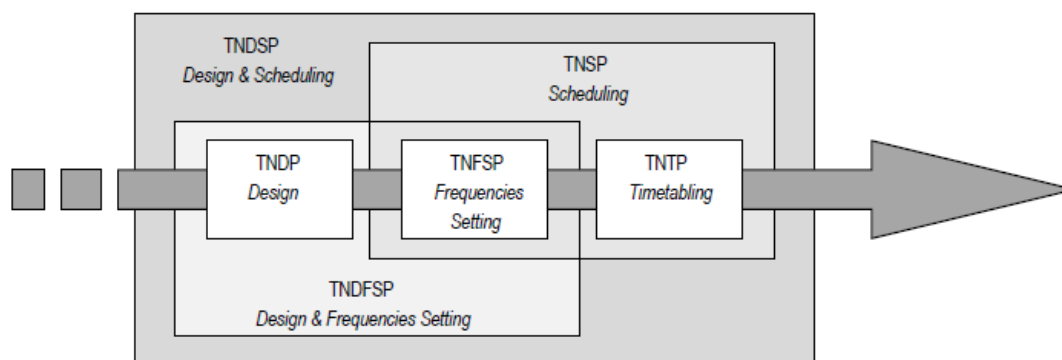 TNDSP
Design & Scheduling
TNSP
Scheduling
TNDP
Design
TNFSP
Frequencies
Setting
TNTP
Timetabling
TNDFSP
Design & Frequencies Setting